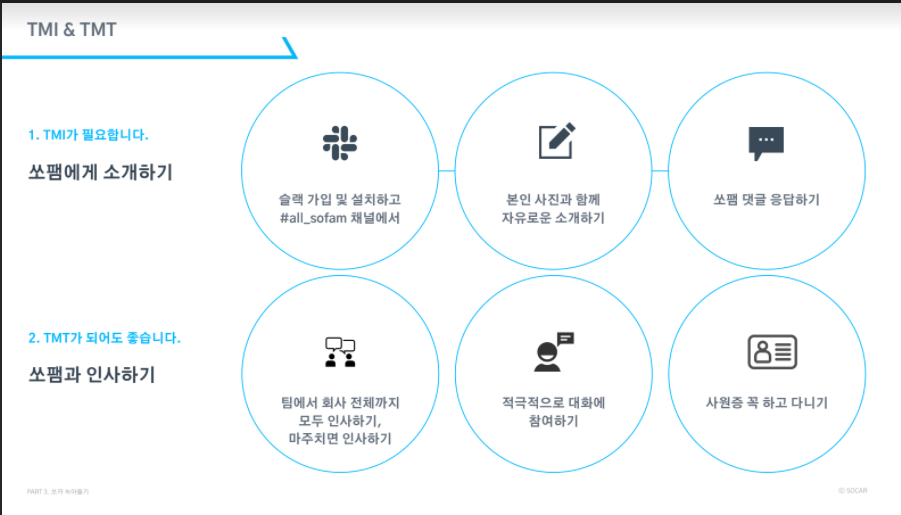 TMI & TMT
1. TMI가 필요합니다.
쏘팸에게 소개하기
슬랙 가입 및 설치하고
#all_sofam 채널에서
본인 사진과 함께
자유로운 소개하기
쏘팸 댓글 응답하기
2. TMT가 되어도 좋습니다.
쏘팸과 인사하기
팀에서 회사 전체까지
모두 인사하기,
마주치면 인사하기
적극적으로 대화에
참여하기
사원증 꼭 하고 다니기
PART 3. 쏘카 녹아들기
ⓒ SOCAR